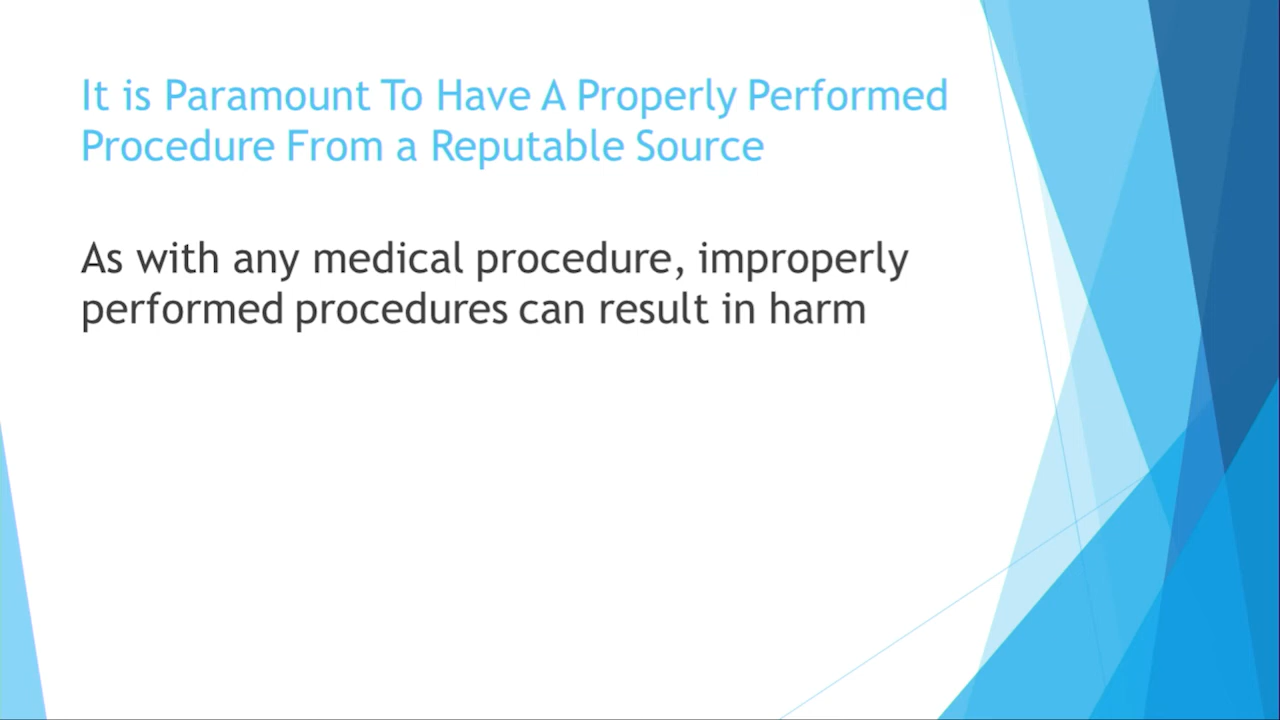 It is Paramount To Have A Properly Performed
Procedure From a Reputable Source
As with any medical procedure, improperly
performed procedures can result in harm